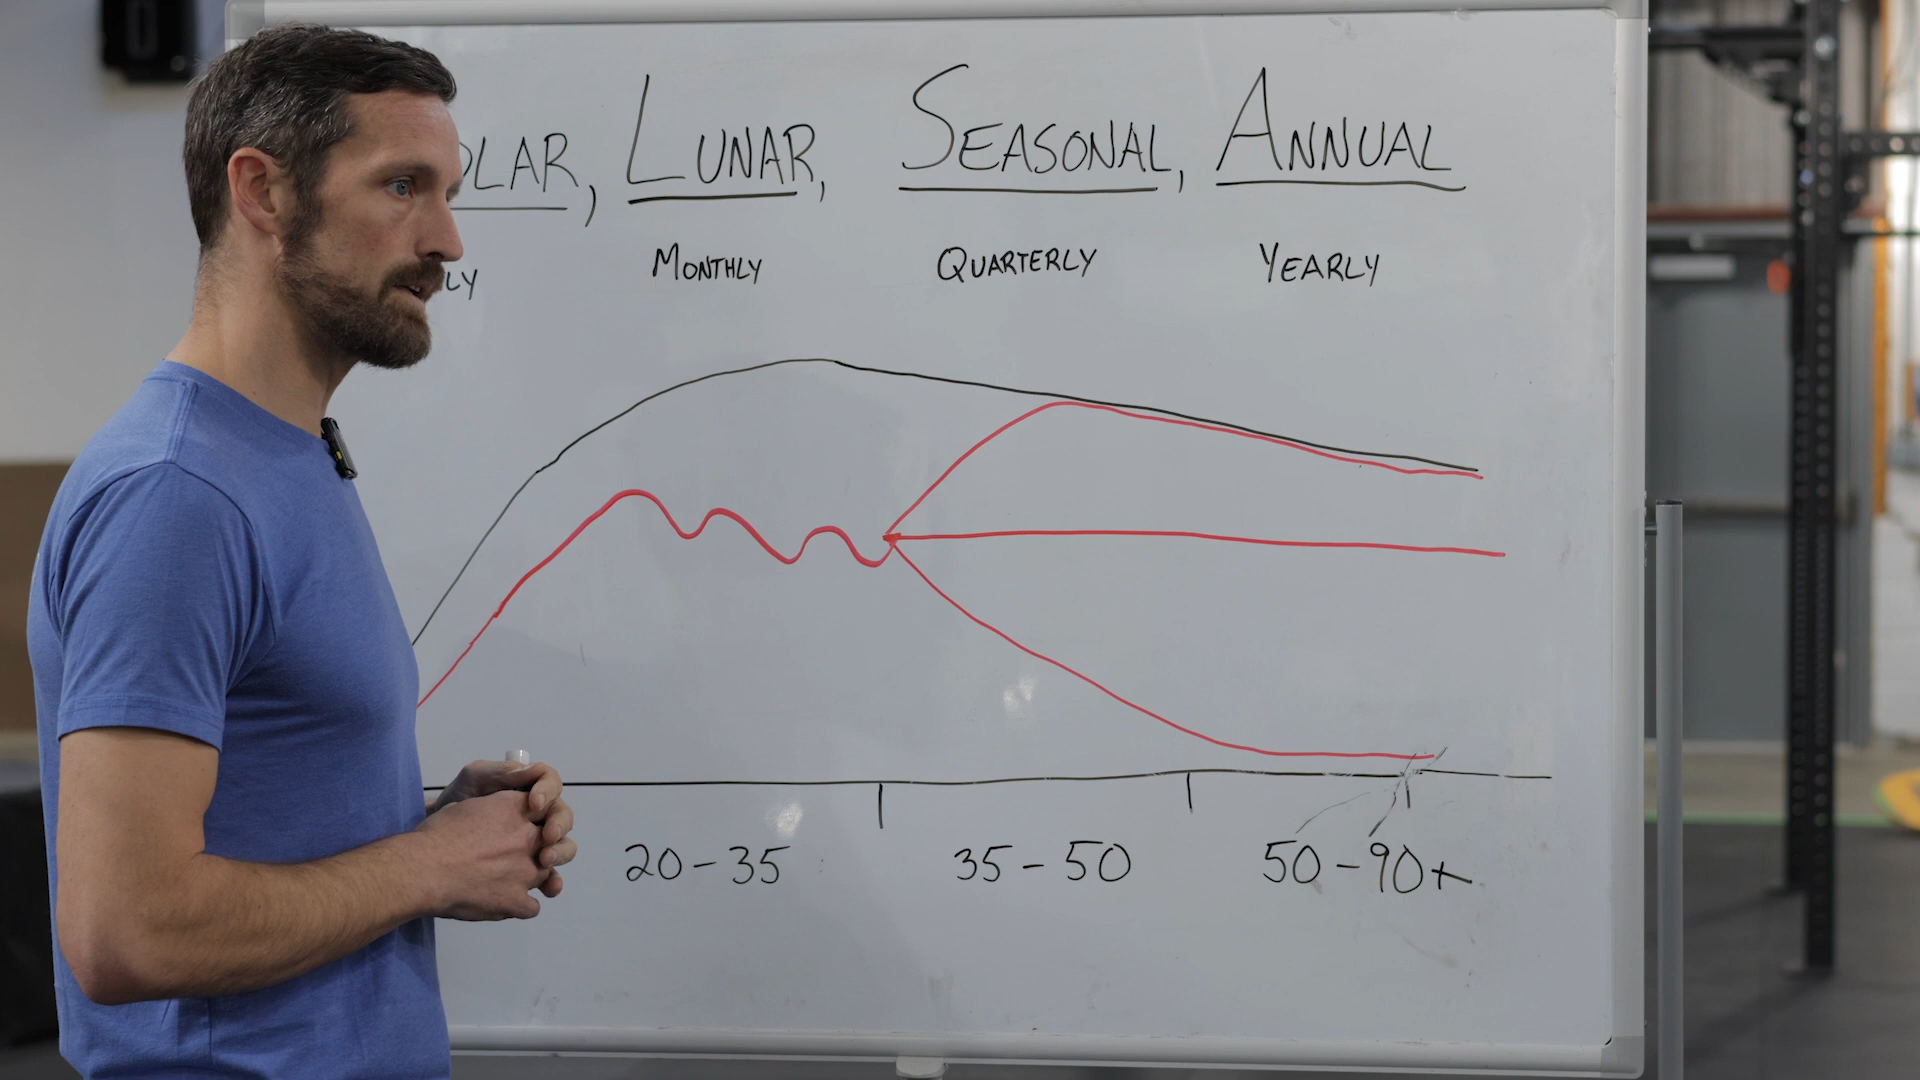 LUNAR, SEASONAL, ANNUAL
MONTHLY QUARTERLY YEARLY
20-35 35-50 50-90+